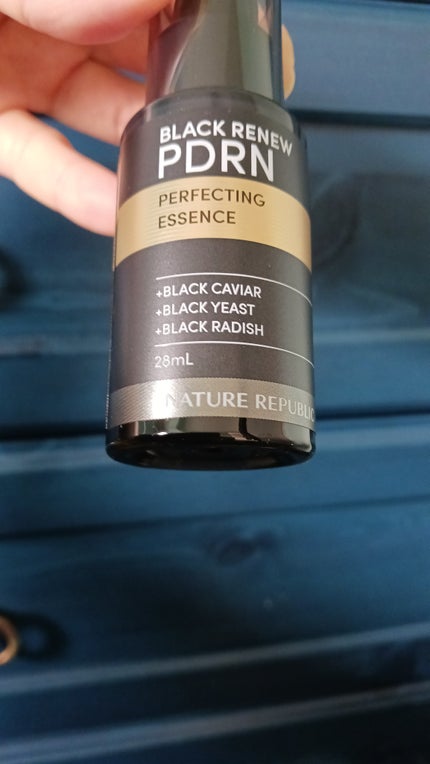 BLACK RENEW
PDRN
PERFECTING
ESSENCE
+BLACK CAVIAR
+BLACK YEAST
+BLACK RADISH
28mL
NATURE REPUBLIC